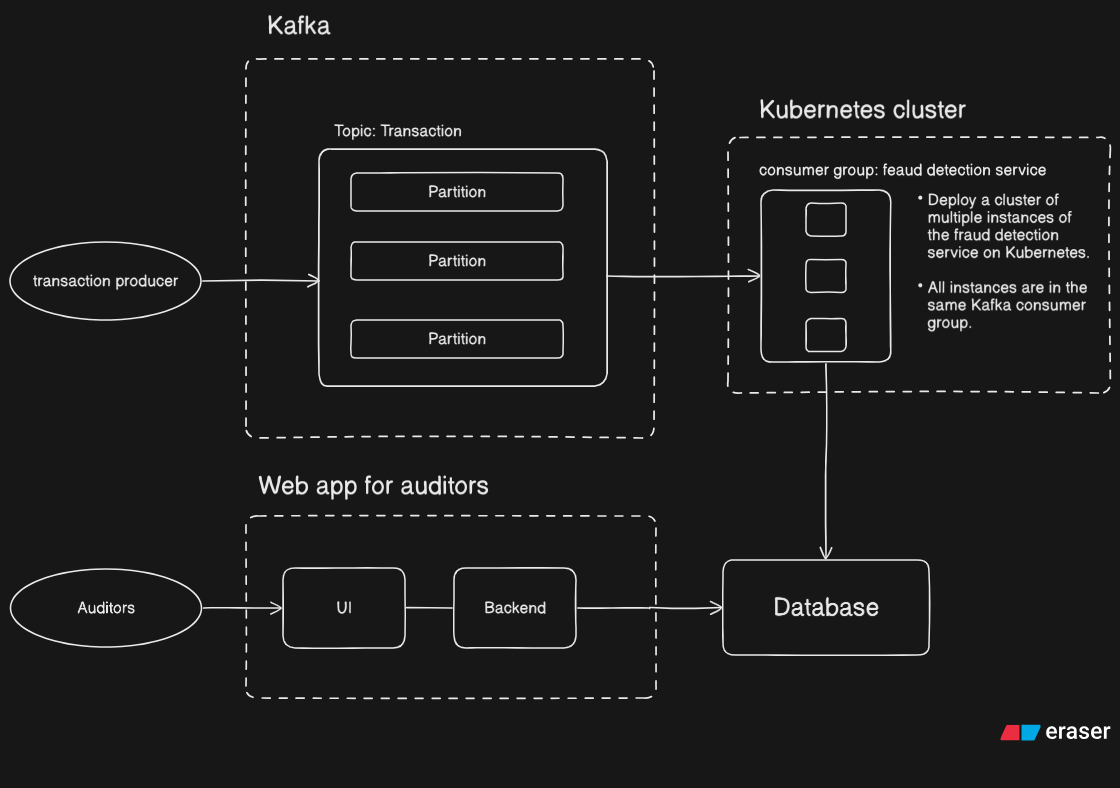 Kafka
Topic: Transaction
Partition
Partition
Partition
transaction producer
Kubernetes cluster
consumer group: feaud detection service
• Deploy a cluster of
multiple instances of
the fraud detection
service on Kubernetes.
• All instances are in the
same Kafka consumer
group.
Web app for auditors
Auditors
UI
Backend
Database
eraser